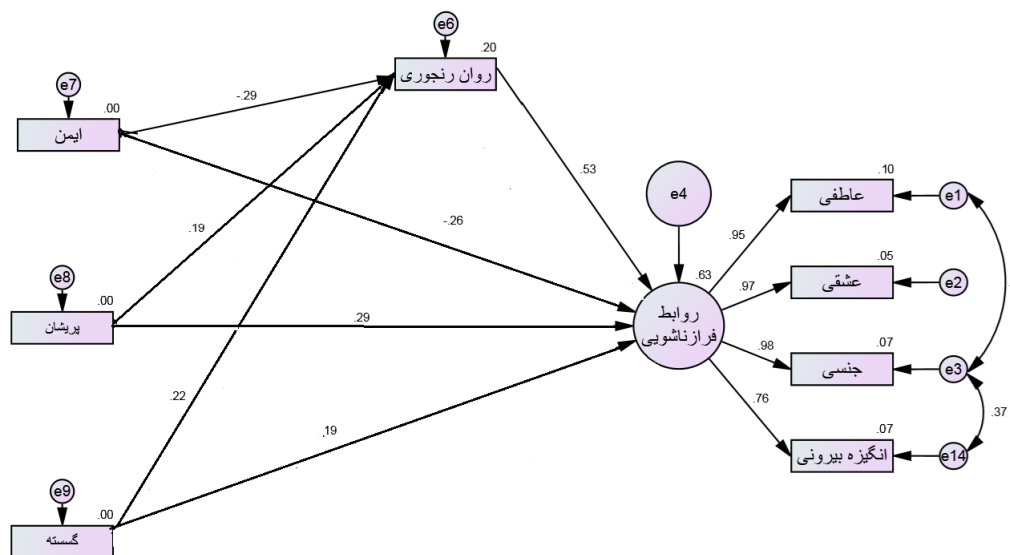 e6
.20
روان رنجوری
e7
.00
ایمن
-.29
-.26
.53
e8
.00
پریشان
.19
.29
e9
.00
گسسته
.22
.19
e4
.63
روابط
فرازناشویی
.95
.97
.98
.76
.10
عاطفی
e1
.05
عشقی
e2
.07
جنسی
e3
.37
.07
انگیزه بیرونی
e14